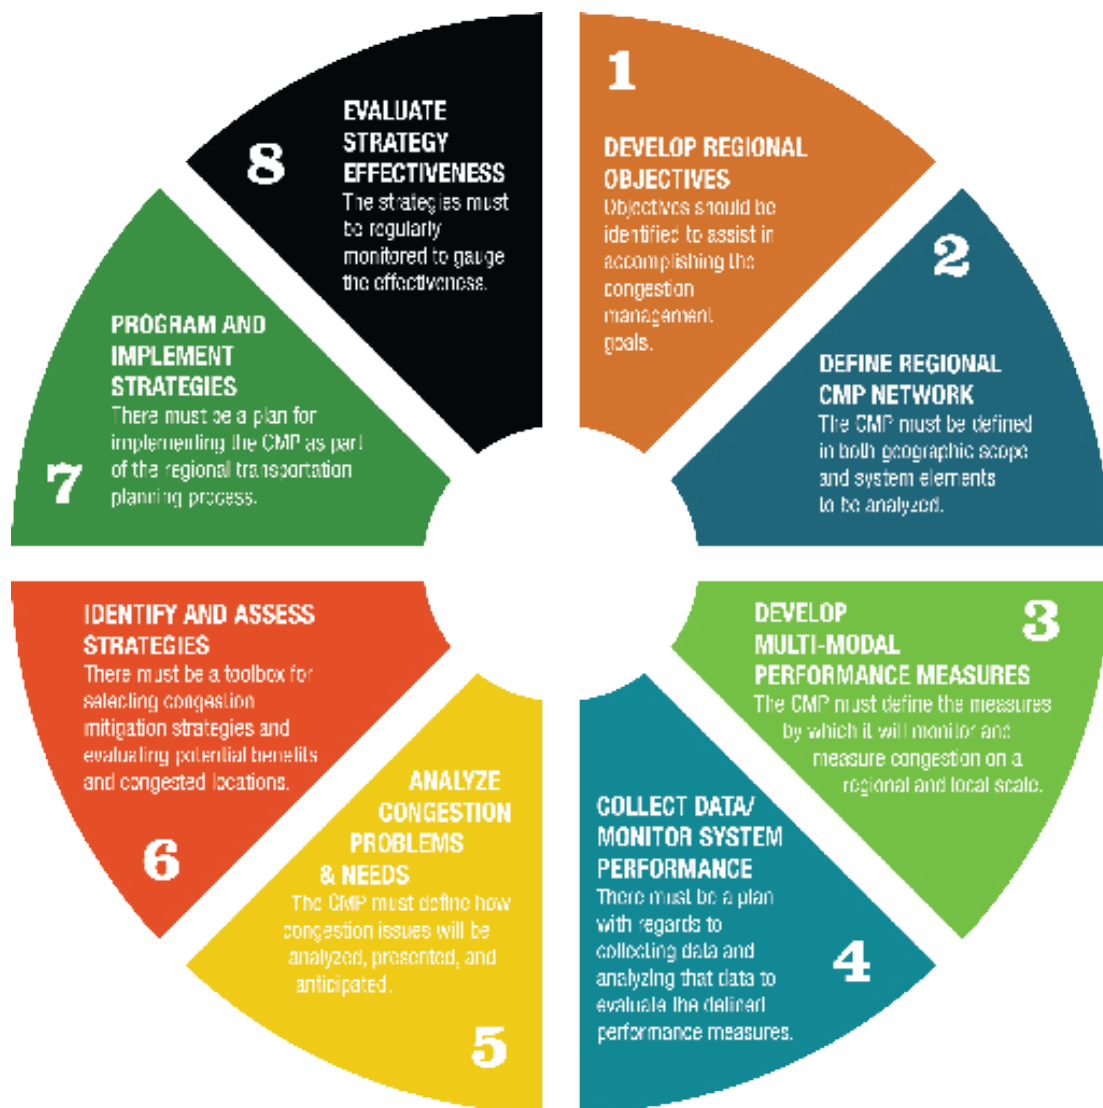 1
DEVELOP REGIONAL
OBJECTIVES
Objectives should be
identified to assist in
accomplishing the
congestion
management
goals.
2
DEFINE REGIONAL
CMP NETWORK
The CMP must be defined
in both geographic scope
and system elements
to be analyzed.
3
DEVELOP
MULTI-MODAL
PERFORMANCE MEASURES
The CMP must define the measures
by which it will monitor and
measure congestion on a
regional and local scale.
4
COLLECT DATA/
MONITOR SYSTEM
PERFORMANCE
There must be a plan
with regards to
collecting data and
analyzing that data to
evaluate the defined
performance measures.
5
ANALYZE
CONGESTION
PROBLEMS
& NEEDS
The CMP must define how
congestion issues will be
analyzed, presented, and
anticipated.
6
IDENTIFY AND ASSESS
STRATEGIES
There must be a toolbox for
selecting congestion
mitigation strategies and
evaluating potential benefits
and congested locations.
7
PROGRAM AND
IMPLEMENT
STRATEGIES
There must be a plan for
implementing the CMP as part
of the regional transportation
planning process.
8
EVALUATE
STRATEGY
EFFECTIVENESS
The strategies must
be regularly
monitored to gauge
the effectiveness.